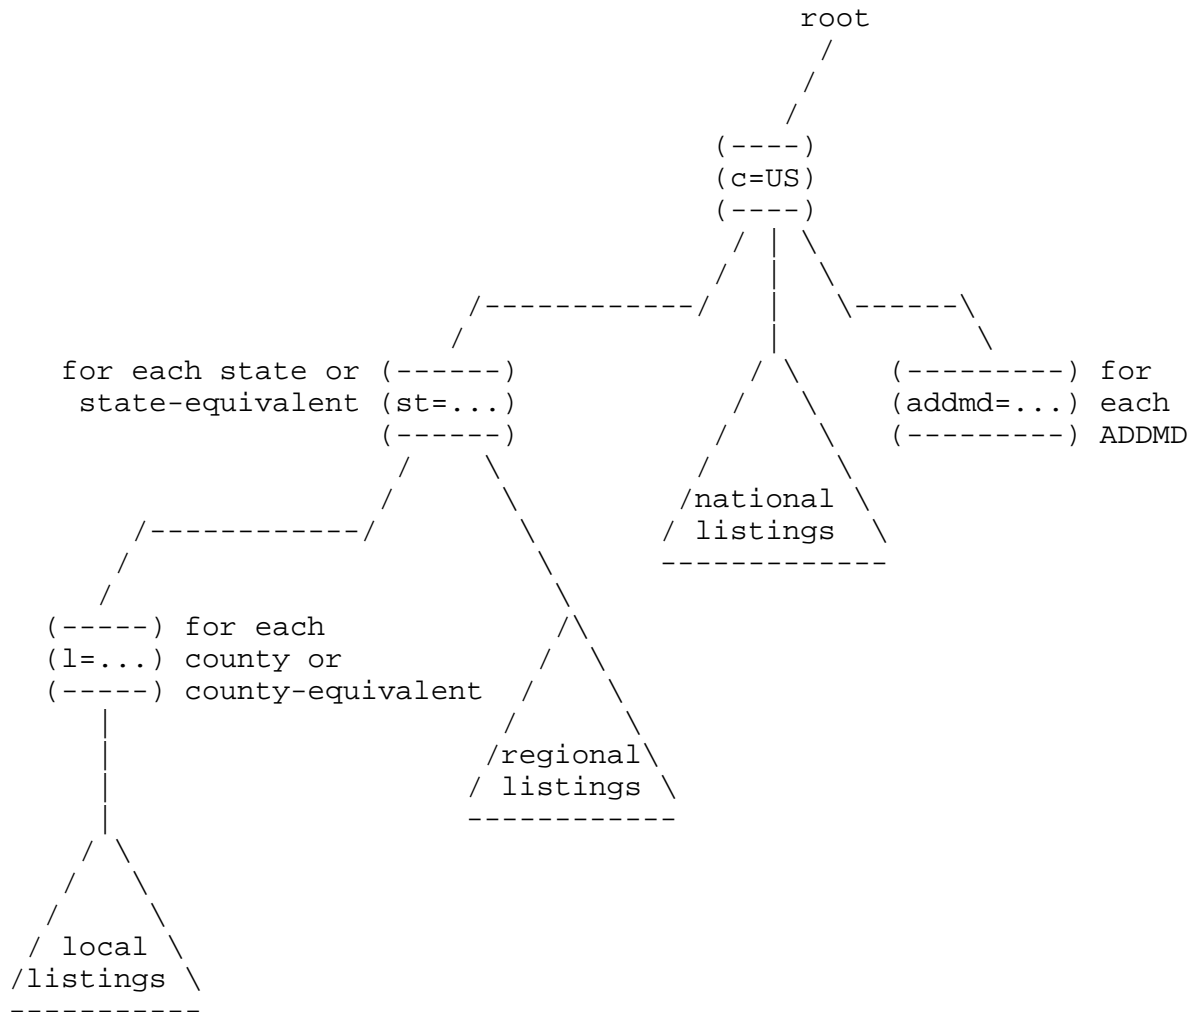 root
(----)
(c=US)
(----)
for each state or (------)
state-equivalent (st=...)
(------)
(---------) for
(addmd=...) each
(---------) ADDMD
national
listings
(-----) for each
(l=...) county or
(-----) county-equivalent
regional
listings
local
listings